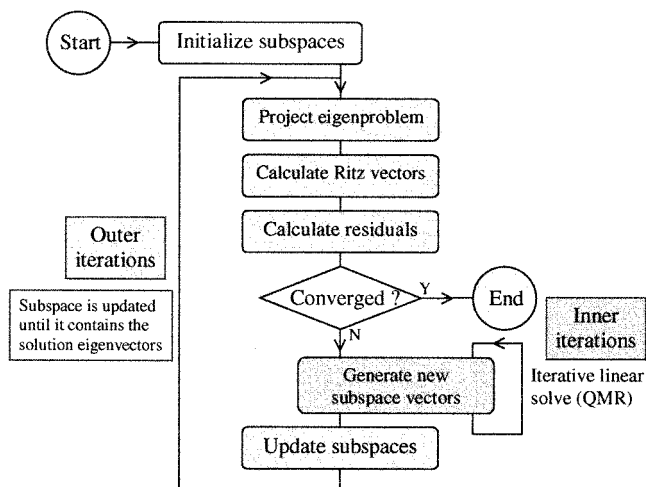 Start
Initialize subspaces
Project eigenproblem
Calculate Ritz vectors
Calculate residuals
Outer
iterations
Subspace is updated
until it contains the
solution eigenvectors
Converged ?
Y
End
N
Inner
iterations
Generate new
subspace vectors
Iterative linear
solve (QMR)
Update subspaces